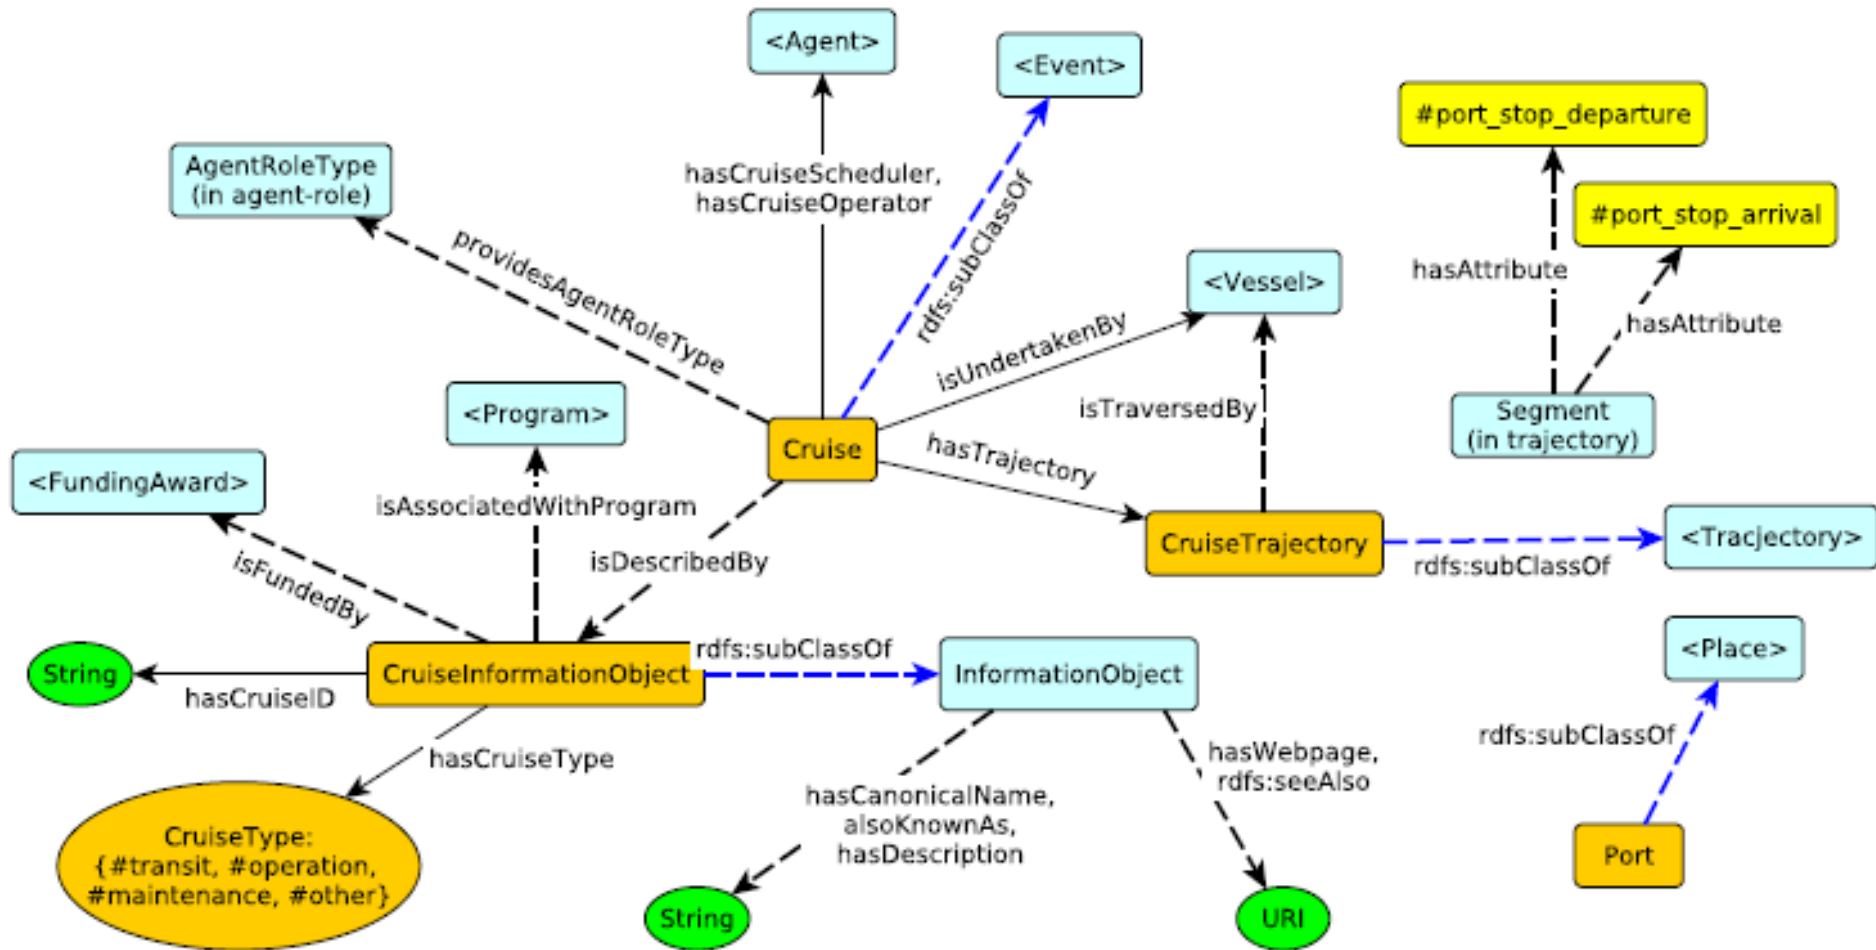 <Agent>
<Event>
#port_stop_departure
AgentRoleType
(in agent-role)
hasCruiseScheduler,
hasCruiseOperator
#port_stop_arrival
providesAgentRoleType
rdfs:subClassOf
<Vessel>
hasAttribute
hasAttribute
isUndertakenBy
<Program>
isTraversedBy
Segment
(in trajectory)
Cruise
hasTrajectory
<FundingAward>
isAssociatedWithProgram
CruiseTrajectory
<Tracjectory>
rdfs:subClassOf
isFundedBy
isDescribedBy
String
CruiseInformationObject
rdfs:subClassOf
InformationObject
<Place>
hasCruiseID
hasCruiseType
hasWebpage,
rdfs:seeAlso
rdfs:subClassOf
hasCanonicalName,
alsoKnownAs,
hasDescription
CruiseType:
{#transit, #operation,
#maintenance, #other}
Port
String
URI